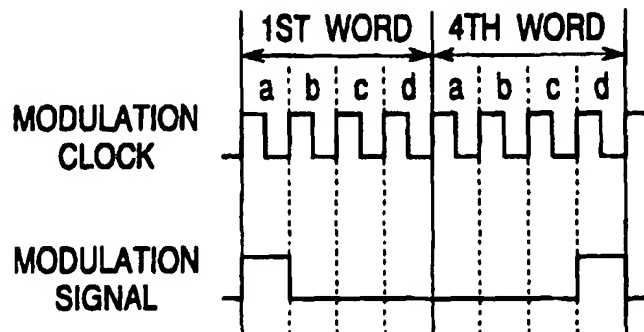 1ST WORD 4TH WORD
a b c d a b c d
MODULATION
CLOCK
MODULATION
SIGNAL